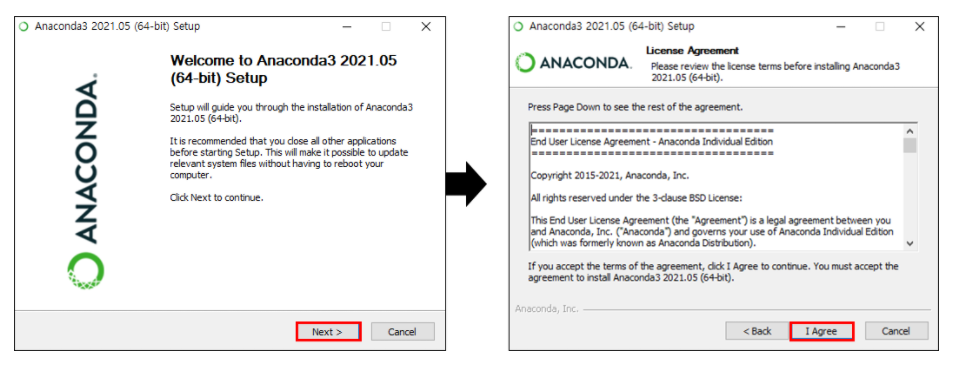 Anaconda3 2021.05 (64-bit) Setup
ANACONDA.
Welcome to Anaconda3 2021.05
(64-bit) Setup
Setup will guide you through the installation of Anaconda3
2021.05 (64-bit).
It is recommended that you close all other applications
before starting Setup. This will make it possible to update
relevant system files without having to reboot your
computer.
Click Next to continue.
Next >
Cancel
Anaconda3 2021.05 (64-bit) Setup
ANACONDA.
License Agreement
Please review the license terms before installing Anaconda3
2021.05 (64-bit).
Press Page Down to see the rest of the agreement.
===================================
End User License Agreement - Anaconda Individual Edition
===================================
Copyright 2015-2021, Anaconda, Inc.
All rights reserved under the 3-clause BSD License:
This End User License Agreement (the "Agreement") is a legal agreement between you
and Anaconda, Inc. ("Anaconda") and governs your use of Anaconda Individual Edition
(which was formerly known as Anaconda Distribution).
If you accept the terms of the agreement, click I Agree to continue. You must accept the
agreement to install Anaconda3 2021.05 (64-bit).
Anaconda, Inc.
< Back
I Agree
Cancel